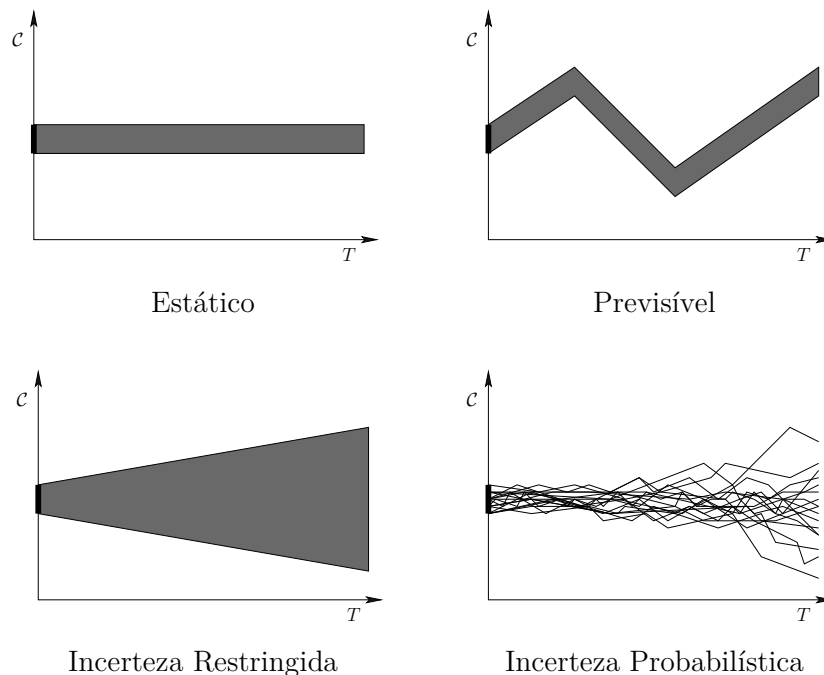 𝒞
T
Estático
𝒞
T
Previsível
𝒞
T
Incerteza Restringida
𝒞
T
Incerteza Probabilística